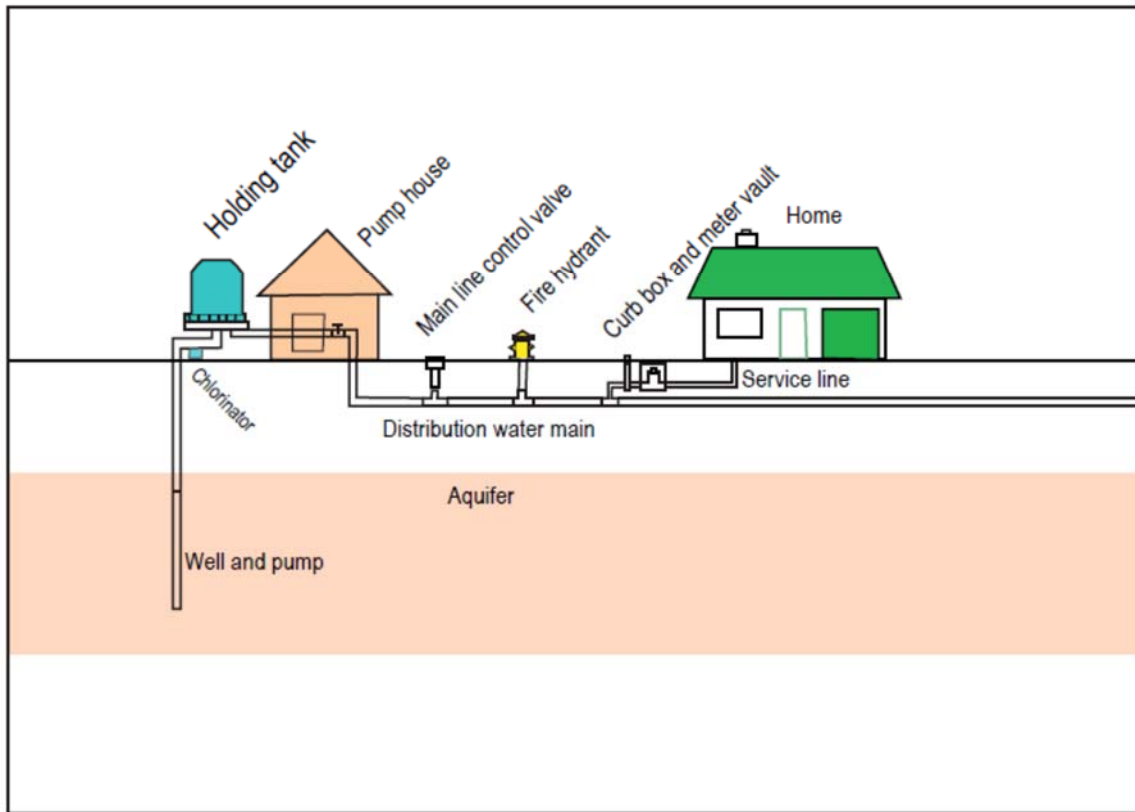 Holding tank
Pump house
Main line control valve
Fire hydrant
Curb box and meter vault
Home
Chlorinator
Service line
Distribution water main
Aquifer
Well and pump